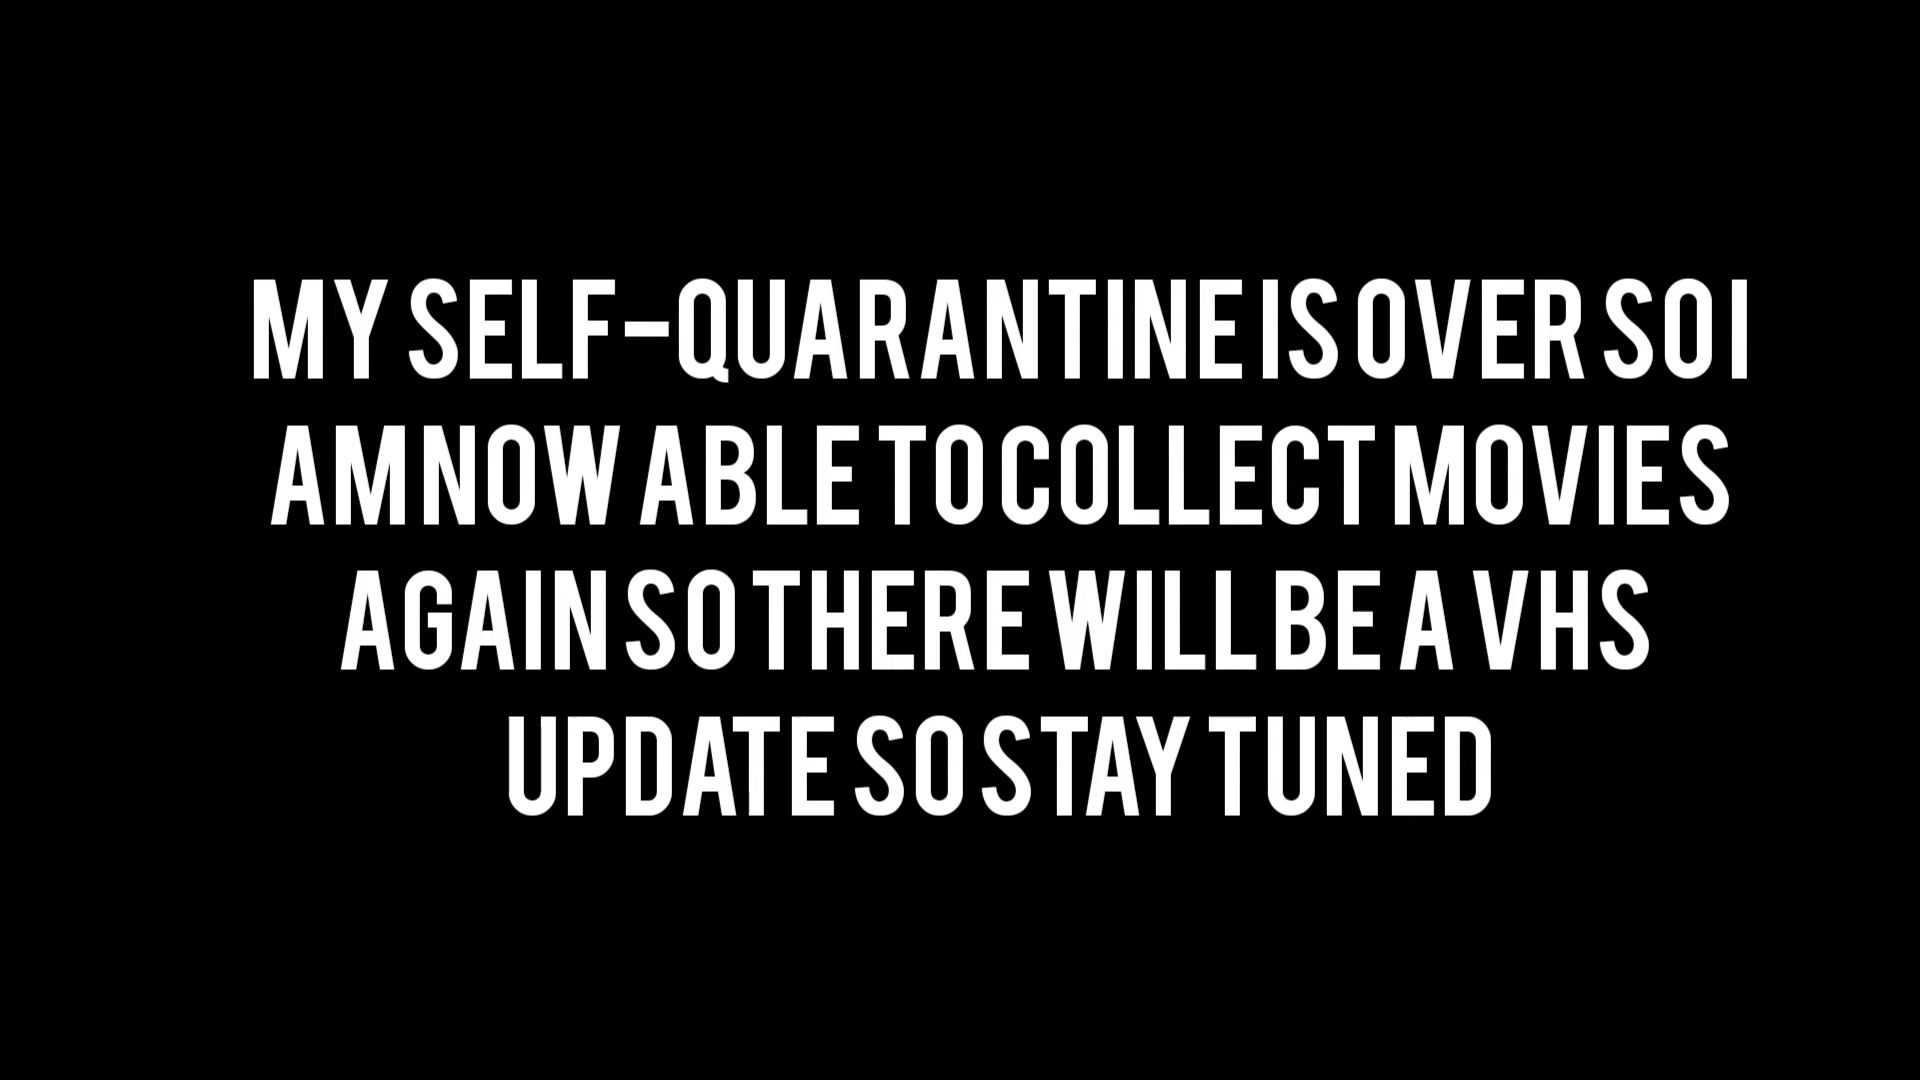 MY SELF-QUARANTINE IS OVER SO I
AM NOW ABLE TO COLLECT MOVIES
AGAIN SO THERE WILL BE A VHS
UPDATE SO STAY TUNED